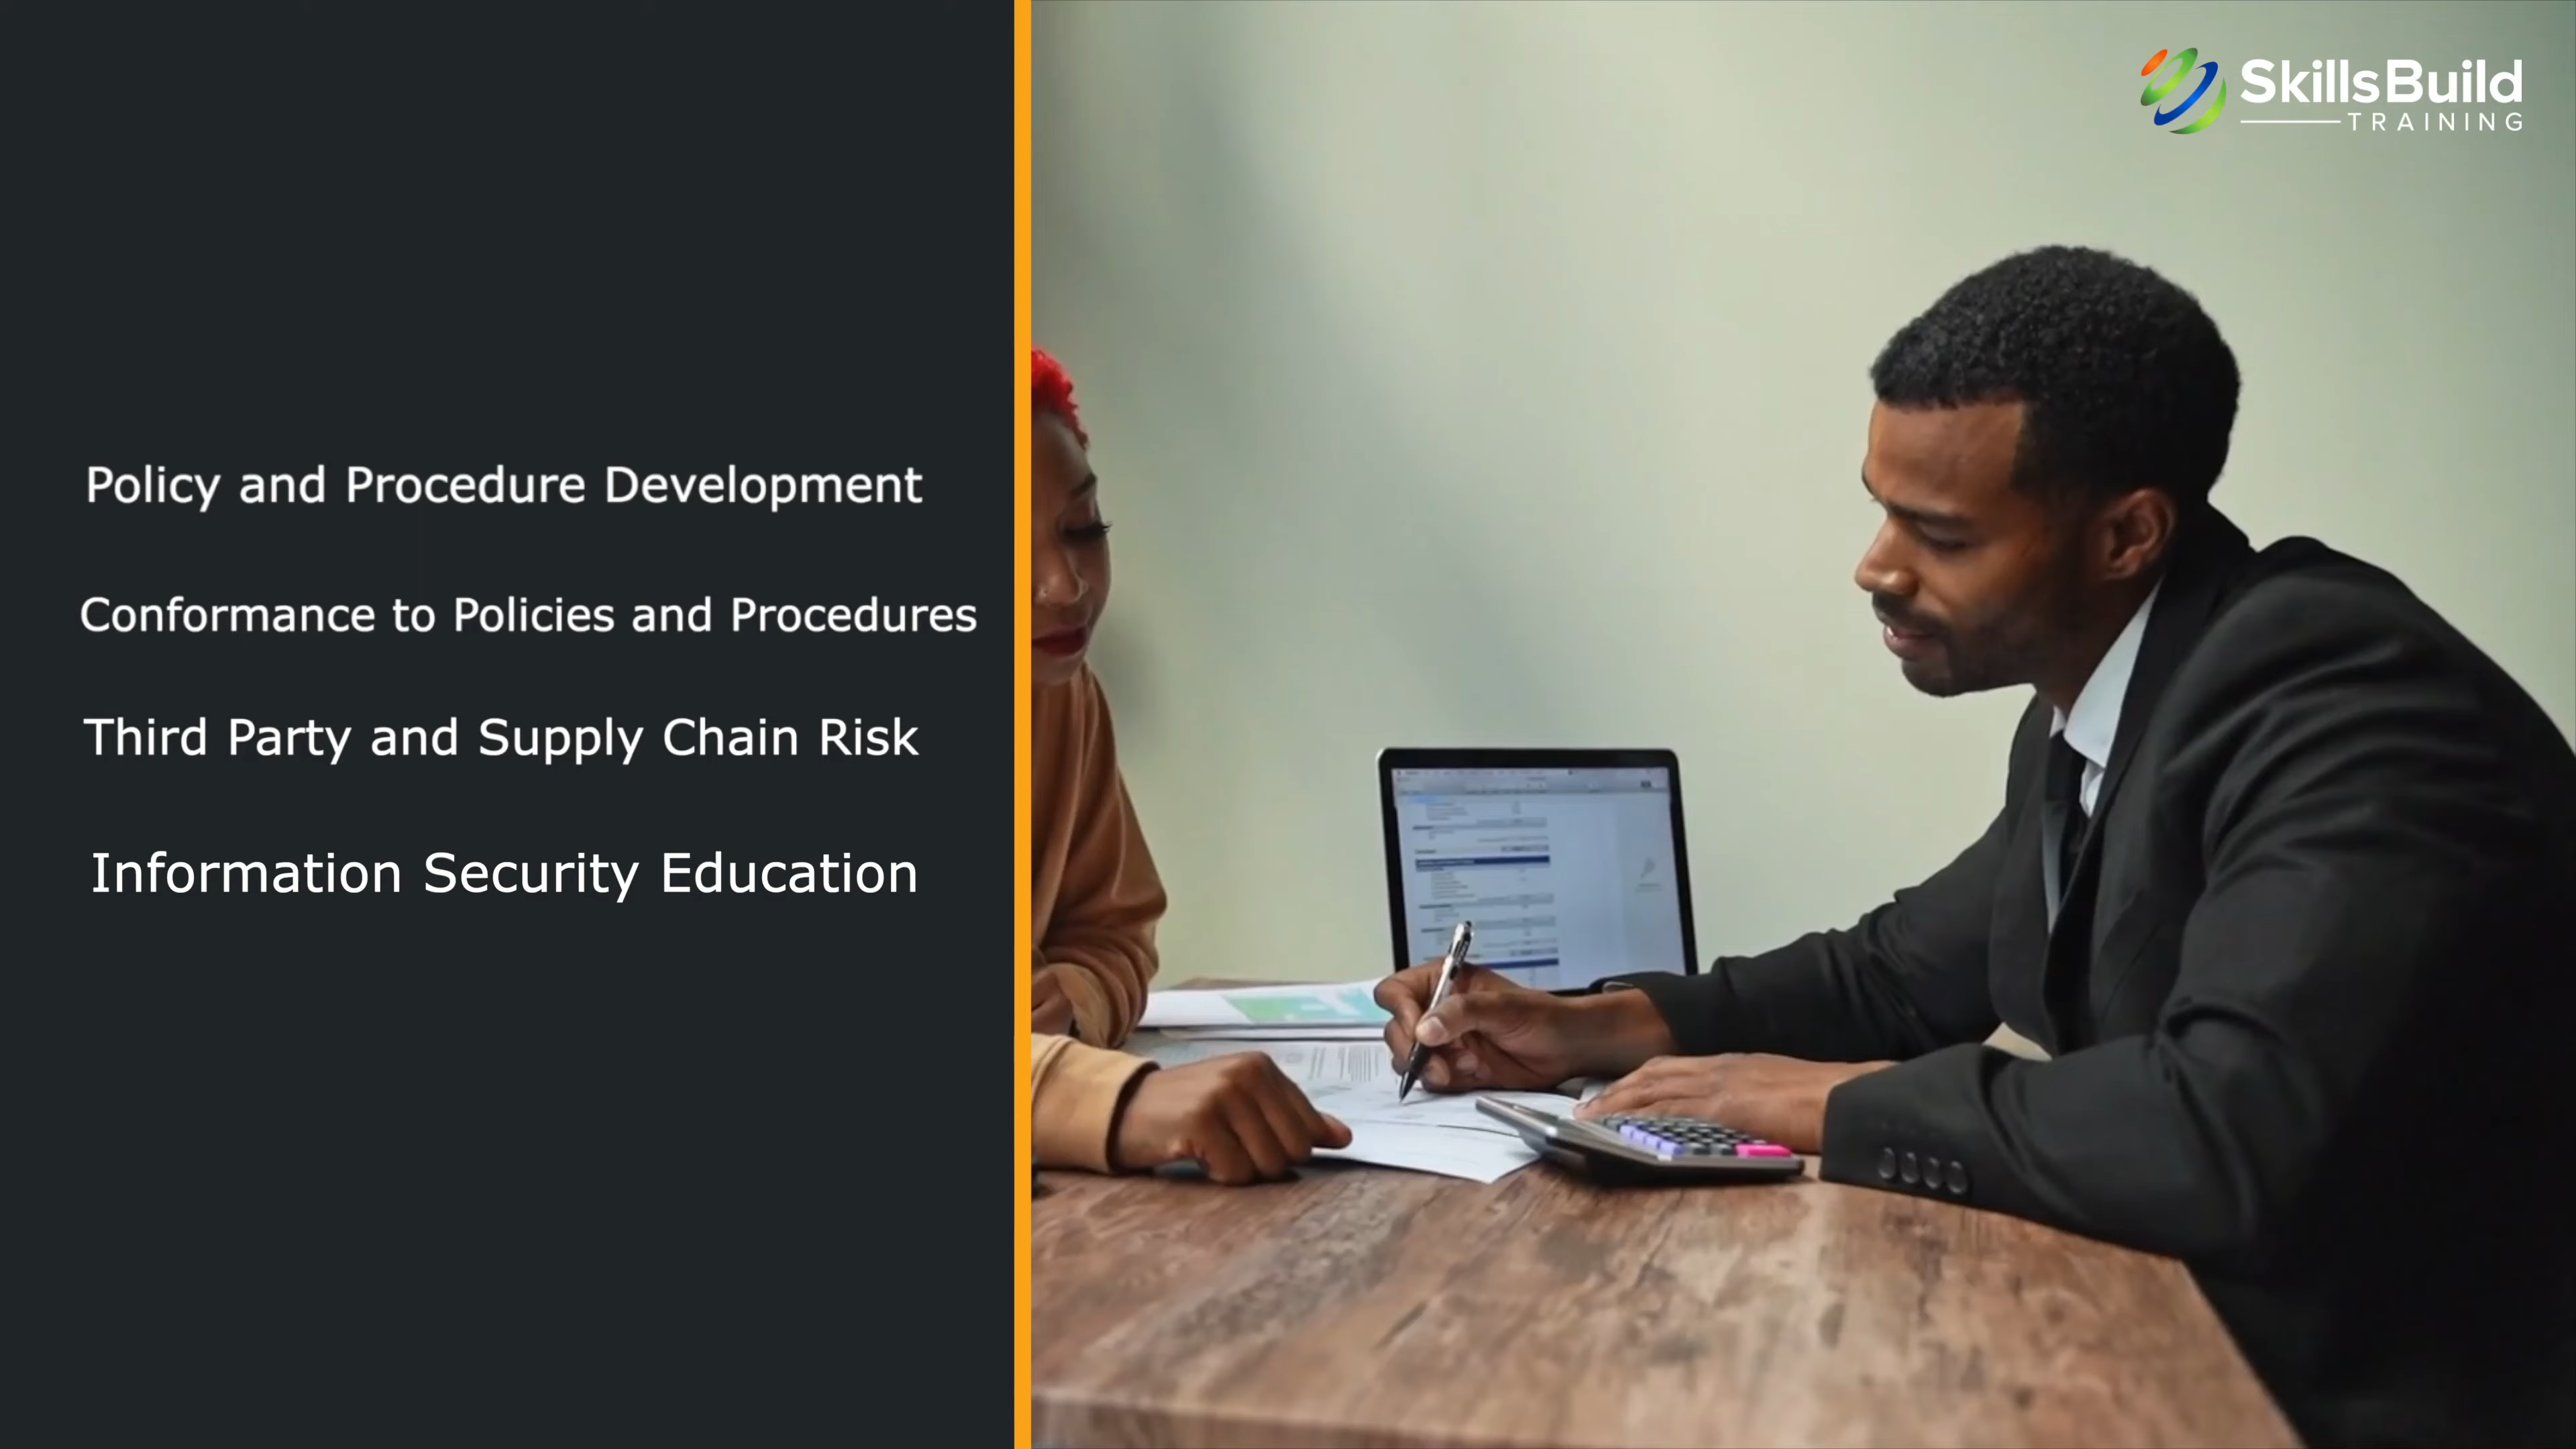 SkillsBuild
TRAINING
Policy and Procedure Development
Conformance to Policies and Procedures
Third Party and Supply Chain Risk
Information Security Education